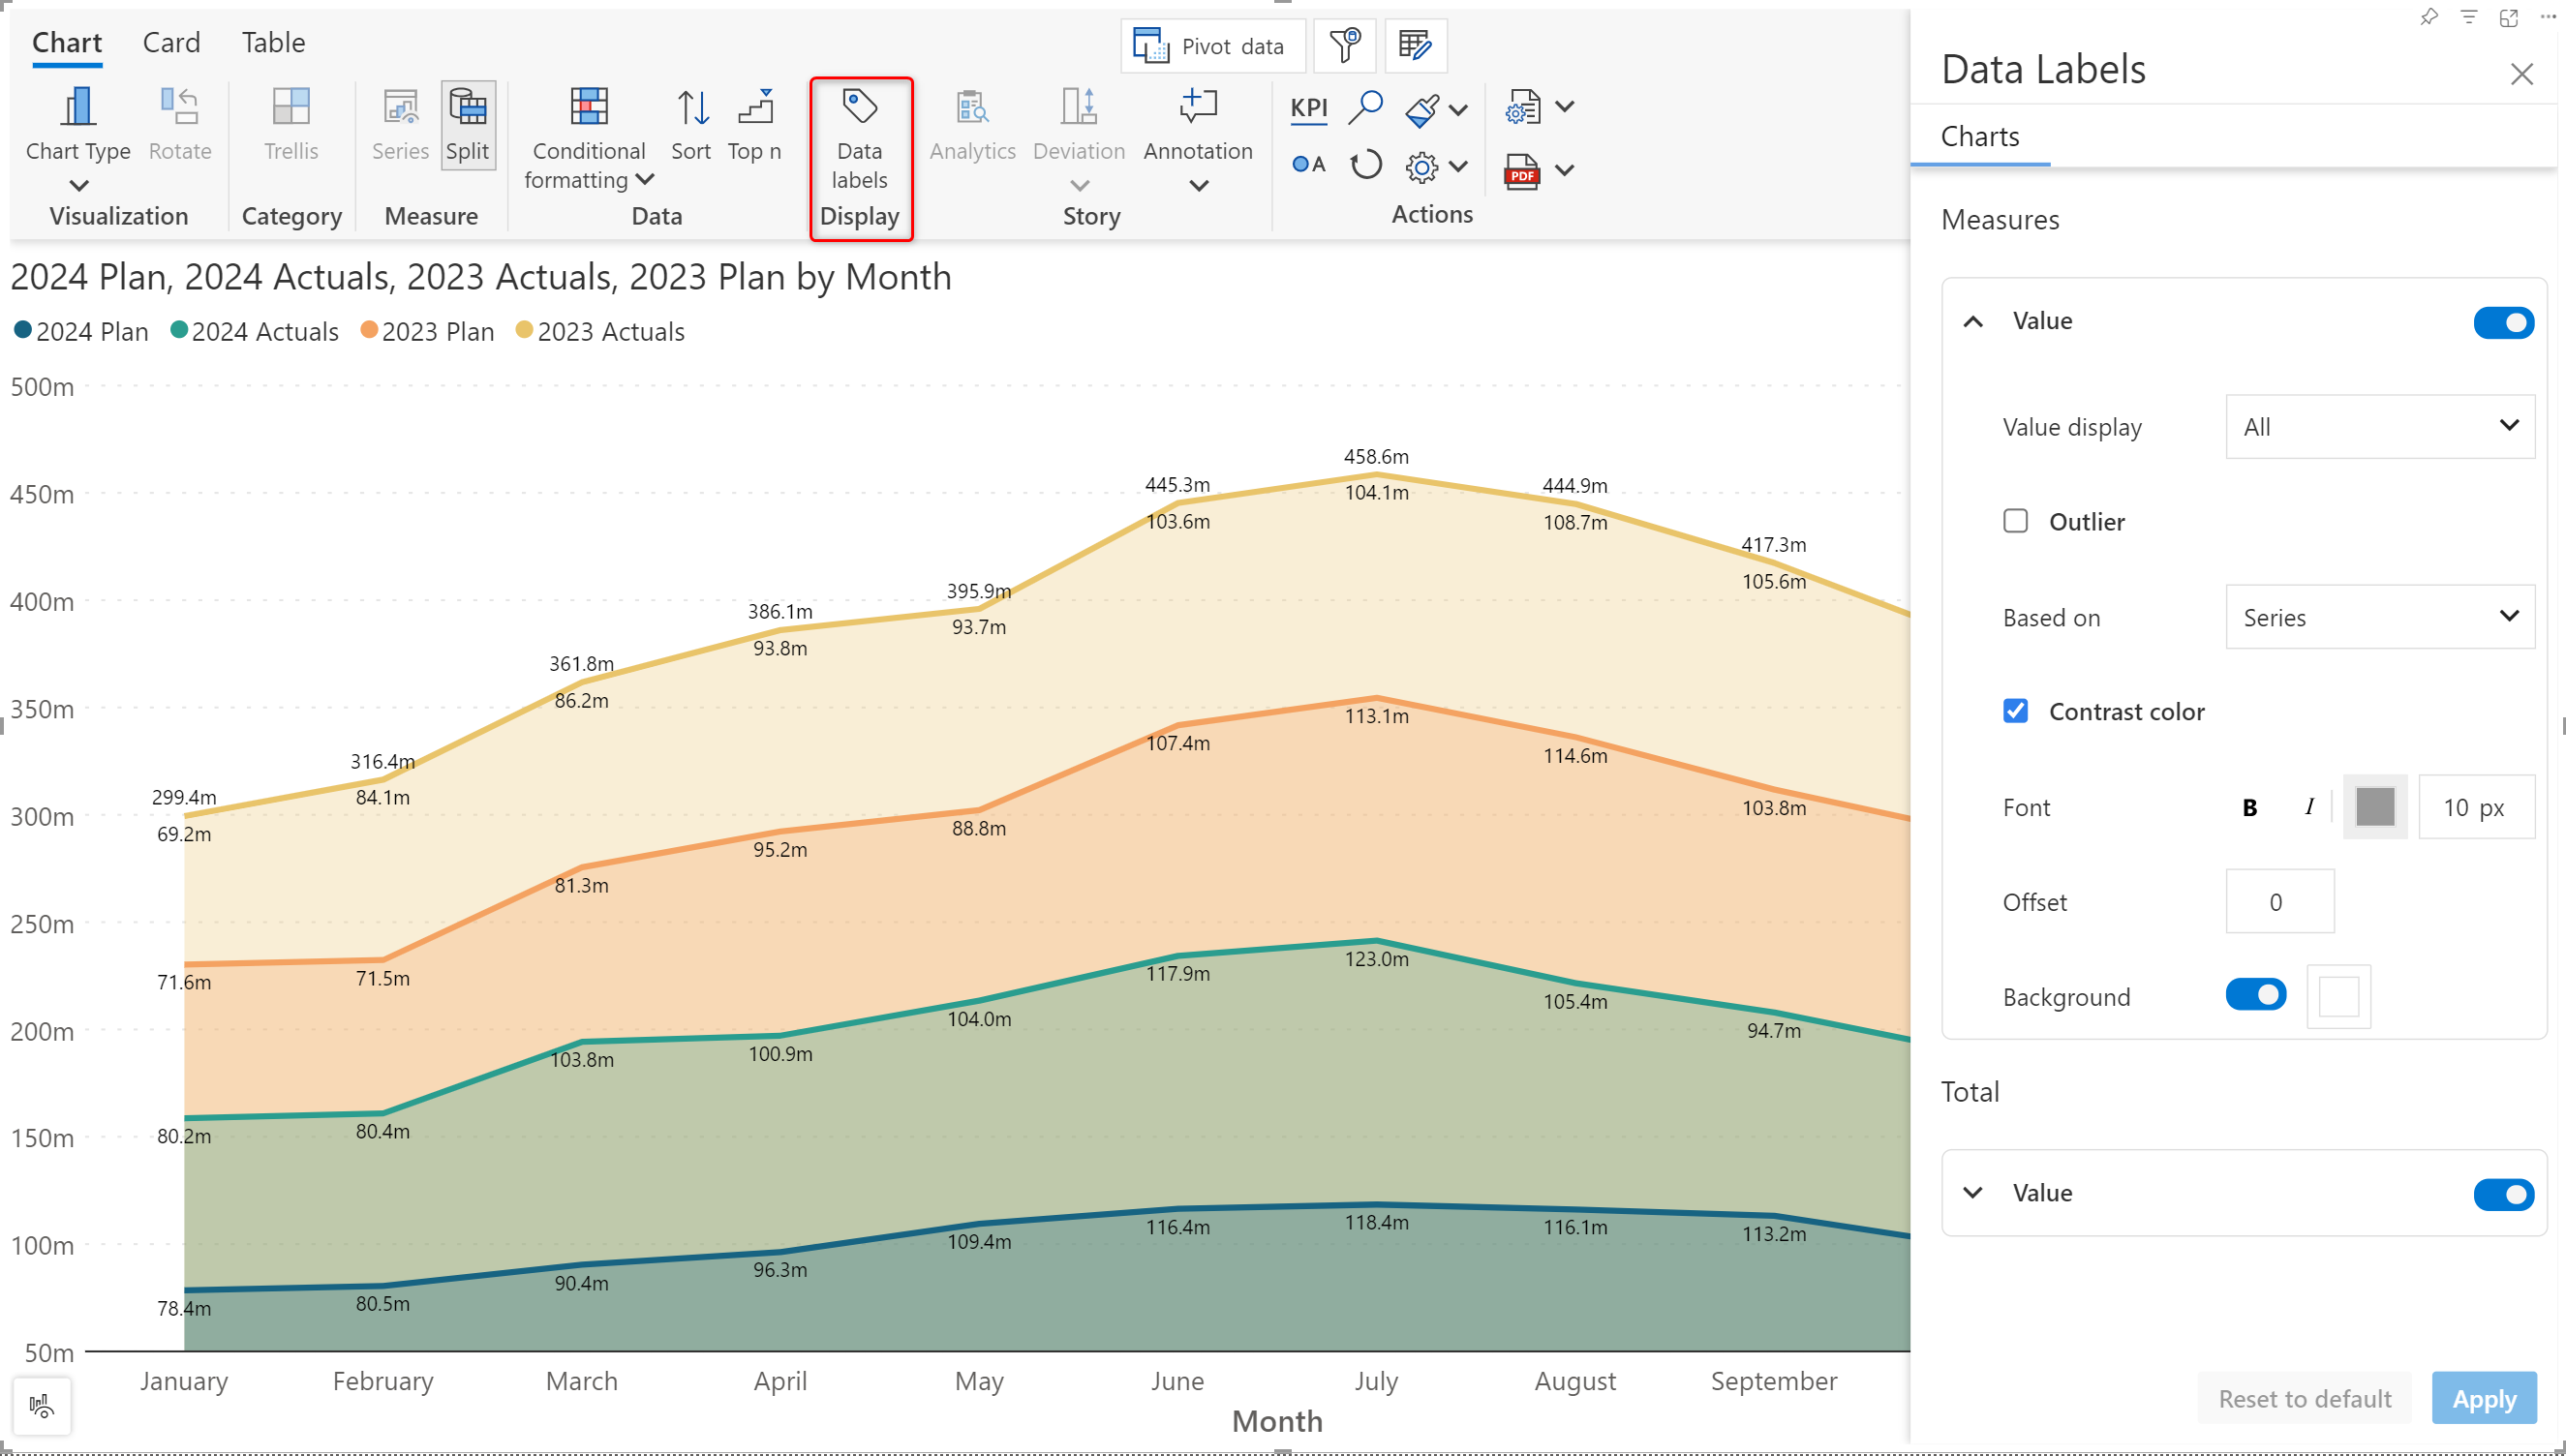 Chart Card Table
Pivot data
Chart Type Rotate Trellis Series Split Conditional formatting Sort Top n Data labels Analytics Deviation Annotation KPI
A
PDF
Visualization Category Measure Data Display Story Actions
2024 Plan, 2024 Actuals, 2023 Actuals, 2023 Plan by Month
2024 Plan 2024 Actuals 2023 Plan 2023 Actuals
500m
450m
400m
350m
300m
250m
200m
150m
100m
50m
299.4m 316.4m 361.8m 386.1m 395.9m 445.3m 458.6m 444.9m 417.3m
69.2m 84.1m 86.2m 93.8m 93.7m 103.6m 104.1m 108.7m 105.6m
71.6m 71.5m 81.3m 95.2m 88.8m 107.4m 113.1m 114.6m 103.8m
80.2m 80.4m 103.8m 100.9m 104.0m 117.9m 123.0m 105.4m 94.7m
78.4m 80.5m 90.4m 96.3m 109.4m 116.4m 118.4m 116.1m 113.2m
January February March April May June July August September
Month
Data Labels
Charts
Measures
Value
Value display All
Outlier
Based on Series
Contrast color
Font B I 10 px
Offset 0
Background
Total
Value
Reset to default Apply